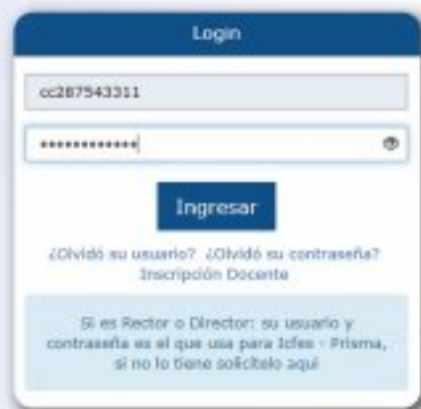 Login
cc287543311
************
Ingresar
¿Olvidó su usuario? ¿Olvidó su contraseña?
Inscripción Docente
Si es Rector o Director: su usuario y
contraseña es el que usa para Icfes - Prisma,
si no lo tiene solicítelo aqui